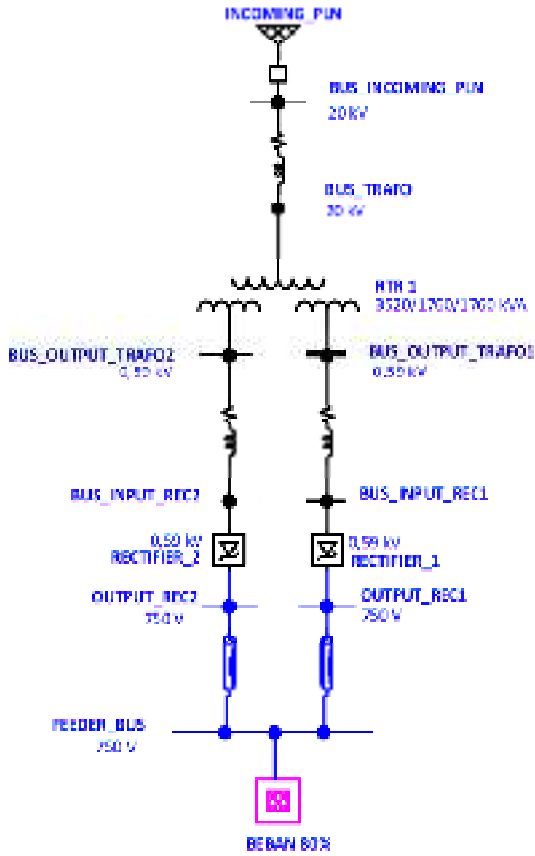 INCOMING_PLN
BUS_INCOMING_PLN
20 kV
BUS_TRAFO
20 kV
RTR 1
3520/1760/1760 kVA
BUS_OUTPUT_TRAFO2
0,59 kV
BUS_OUTPUT_TRAFO1
0,59 kV
BUS_INPUT_REC2
BUS_INPUT_REC1
0,59 kV
RECTIFIER_2
0,59 kV
RECTIFIER_1
OUTPUT_REC2
750 V
OUTPUT_REC1
750 V
FEEDER_BUS
750 V
BEBAN 80%